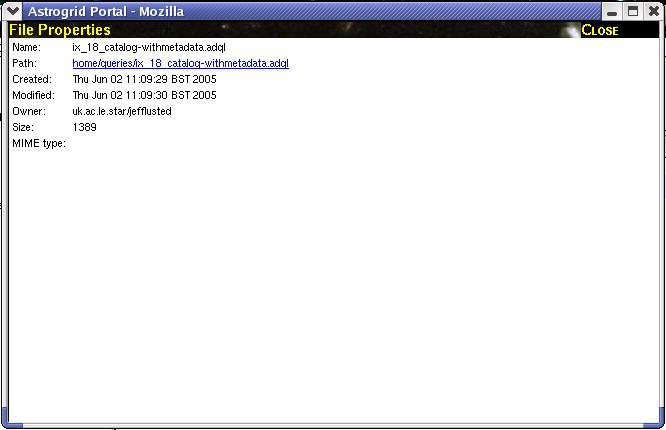 Astrogrid Portal - Mozilla
File Properties CLOSE
Name: ix_18_catalog-withmetadata.adql
Path: home/queries/ix_18_catalog-withmetadata.adql
Created: Thu Jun 02 11:09:29 BST 2005
Modified: Thu Jun 02 11:09:30 BST 2005
Owner: uk.ac.le.star/jefflusted
Size: 1389
MIME type: